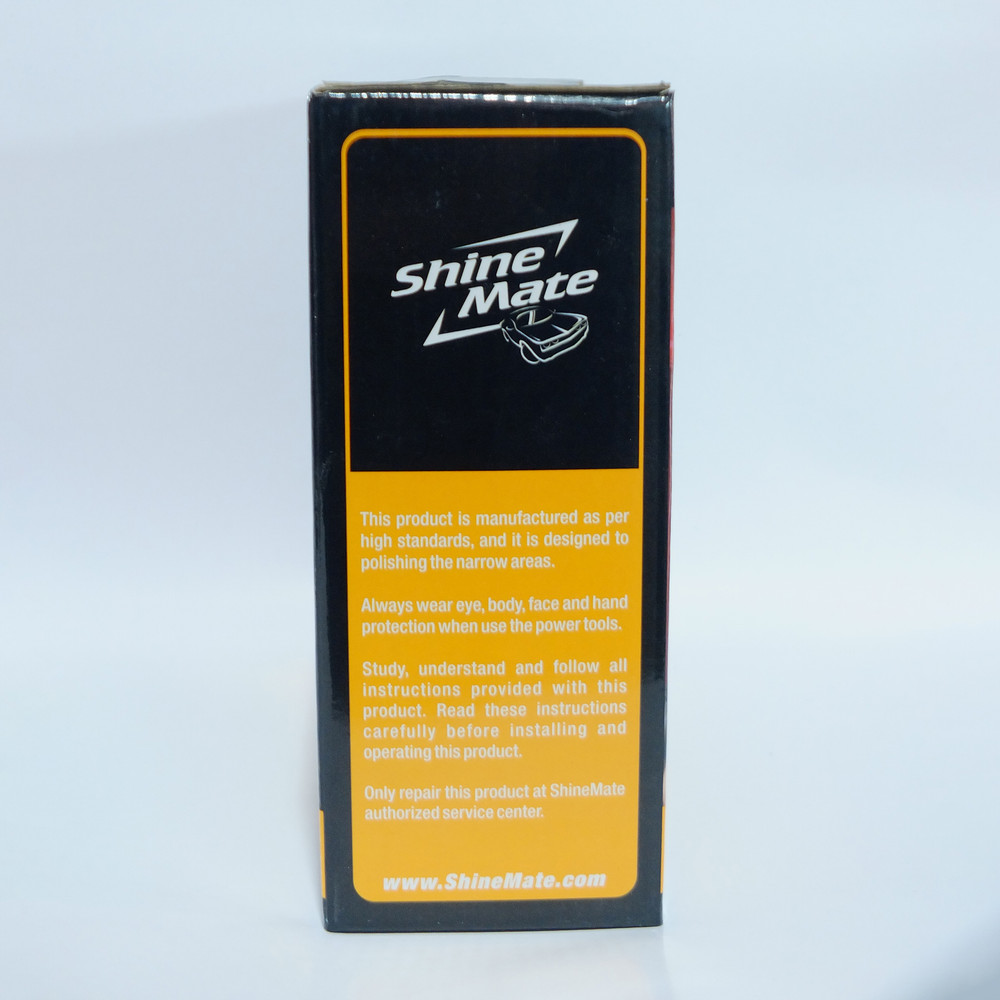 Shine
Mate
This product is manufactured as per
high standards, and it is designed to
polishing the narrow areas.
Always wear eye, body, face and hand
protection when use the power tools.
Study, understand and follow all
instructions provided with this
product. Read these instructions
carefully before installing and
operating this product.
Only repair this product at ShineMate
authorized service center.
www.ShineMate.com